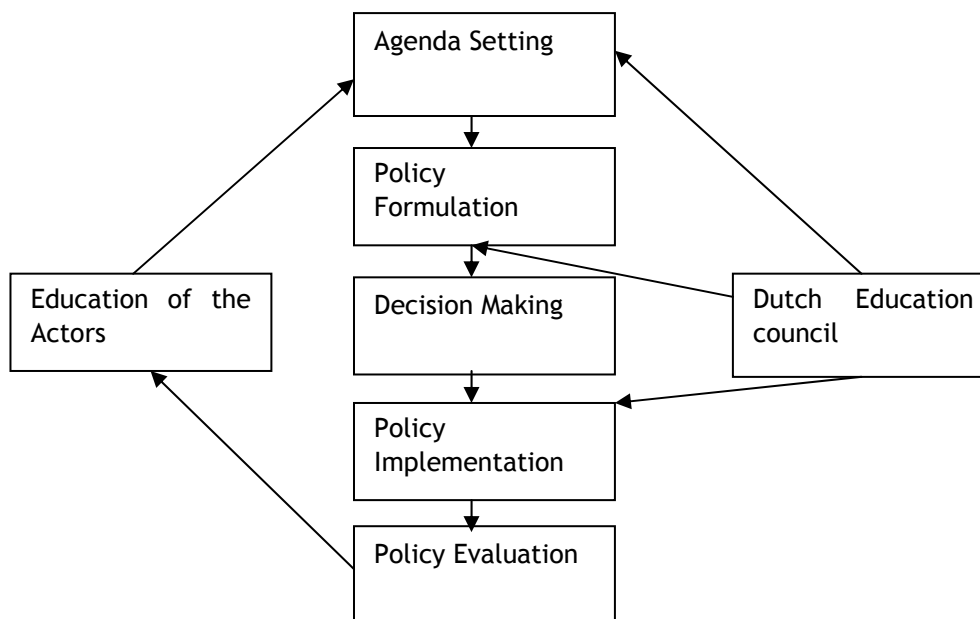 Agenda Setting
Policy
Formulation
Education of the
Actors
Decision Making
Dutch Education
council
Policy
Implementation
Policy Evaluation